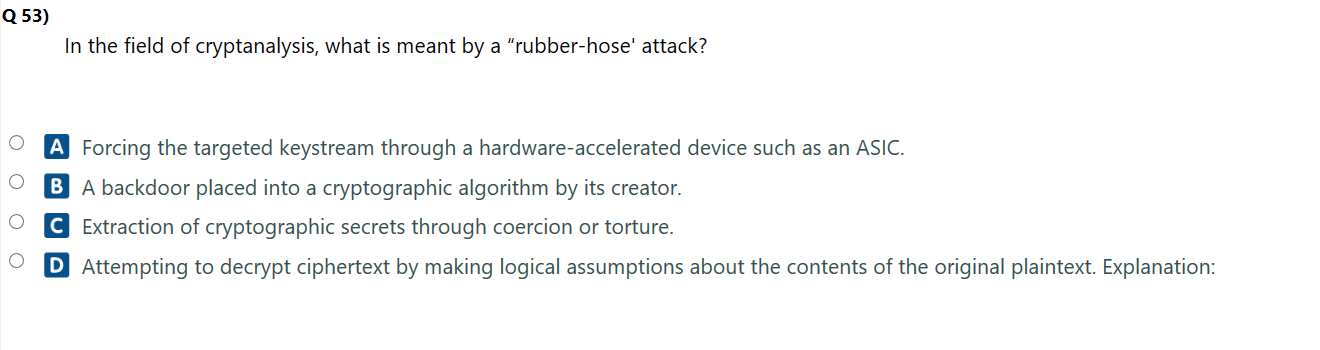 Q 53)
In the field of cryptanalysis, what is meant by a “rubber-hose' attack?
A Forcing the targeted keystream through a hardware-accelerated device such as an ASIC.
B A backdoor placed into a cryptographic algorithm by its creator.
C Extraction of cryptographic secrets through coercion or torture.
D Attempting to decrypt ciphertext by making logical assumptions about the contents of the original plaintext. Explanation: